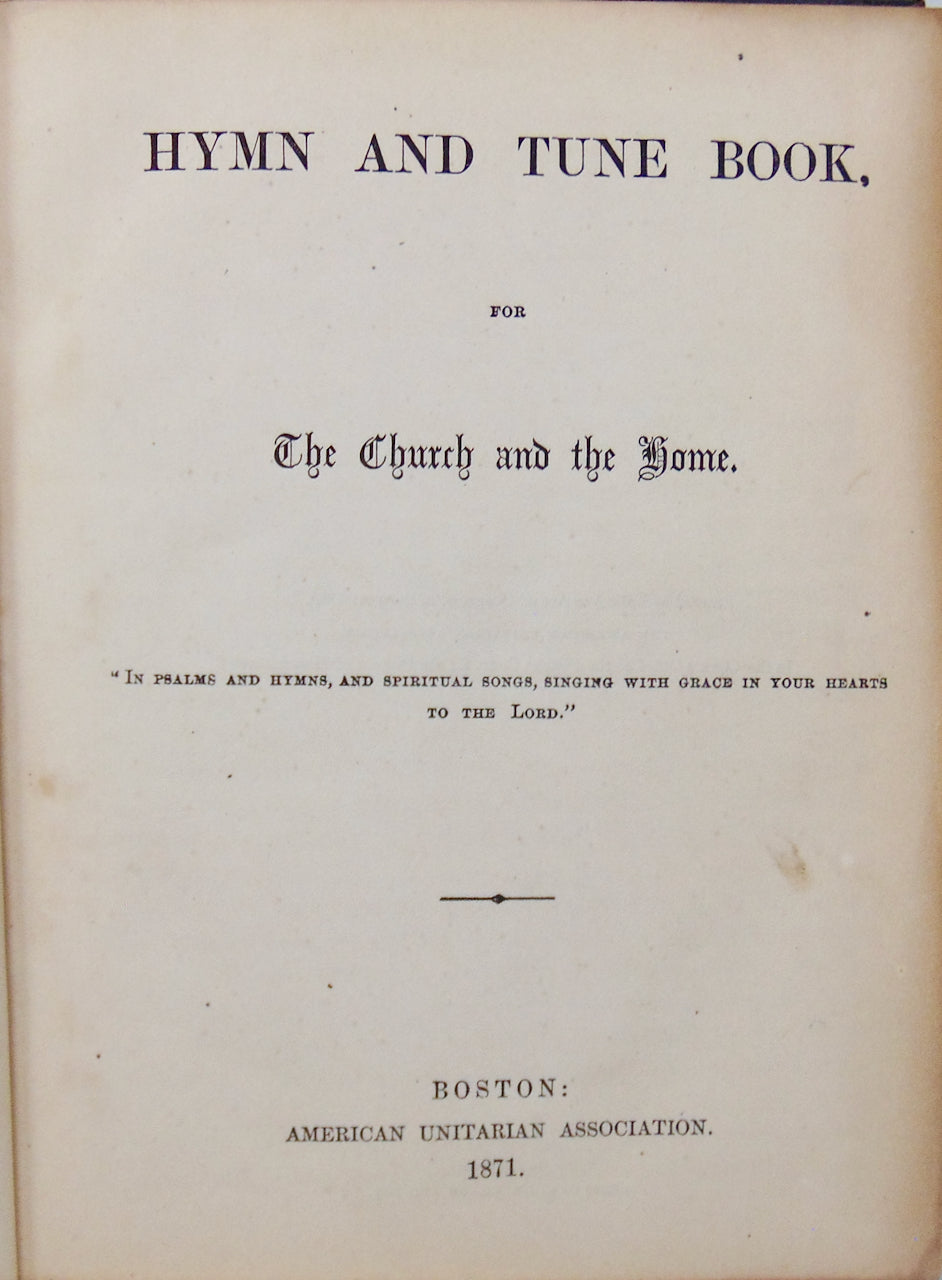 HYMN AND TUNE BOOK,
FOR
The Church and the Home.
“In psalms and hymns, and spiritual songs, singing with grace in your hearts
to the Lord.”
BOSTON:
AMERICAN UNITARIAN ASSOCIATION.
1871.